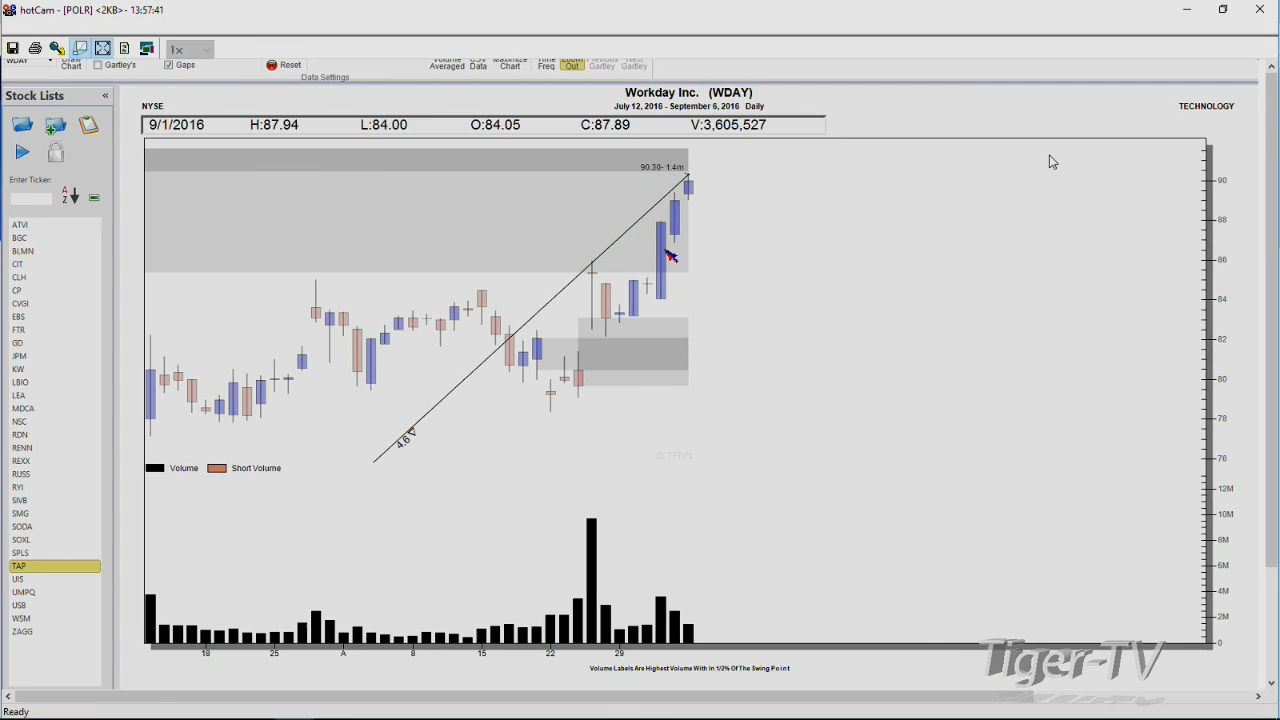 hotCam - [POLR] <2KB> - 13:57:41
1x
WDAY
Draw
Chart
Gartley's
Gaps
Reset
Data Settings
Volume
Averaged
CSV
Data
Maximize
Chart
Time
Freq
Zoom
Out
Previous
Gartley
Next
Gartley
Stock Lists «
Workday Inc. (WDAY)
NYSE
July 12, 2016 - September 6, 2016 Daily
TECHNOLOGY
9/1/2016 H:87.94 L:84.00 O:84.05 C:87.89 V:3,605,527
Enter Ticker:
A
Z
ATVI
BGC
BLMN
CIT
CLH
CP
CVGI
EBS
FTR
GD
JPM
KW
LBIO
LEA
MDCA
NSC
RDN
RENN
REXX
RUSS
RYI
SIVB
SMG
SODA
SOXL
SPLS
TAP
UIS
UMPQ
USB
WSM
ZAGG
90.30- 1.4m
4.6
90
88
86
84
82
80
78
76
© TFNN
Volume Short Volume
12M
10M
8M
6M
4M
2M
0
18 25 A 8 15 22 29
Volume Labels Are Highest Volume With In 1/2% Of The Swing Point
Tiger-TV
Ready